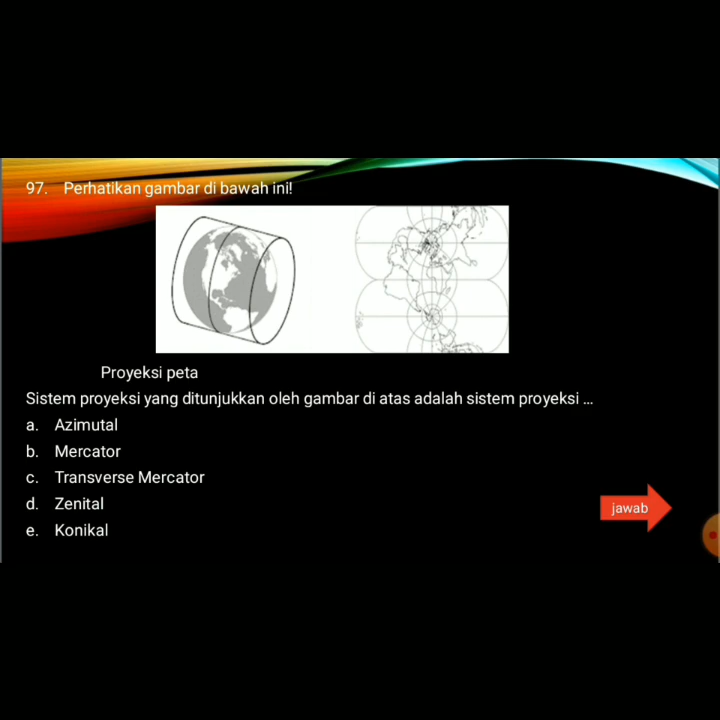 97. Perhatikan gambar di bawah ini!
Proyeksi peta
Sistem proyeksi yang ditunjukkan oleh gambar di atas adalah sistem proyeksi ...
a. Azimutal
b. Mercator
c. Transverse Mercator
d. Zenital
jawab
e. Konikal